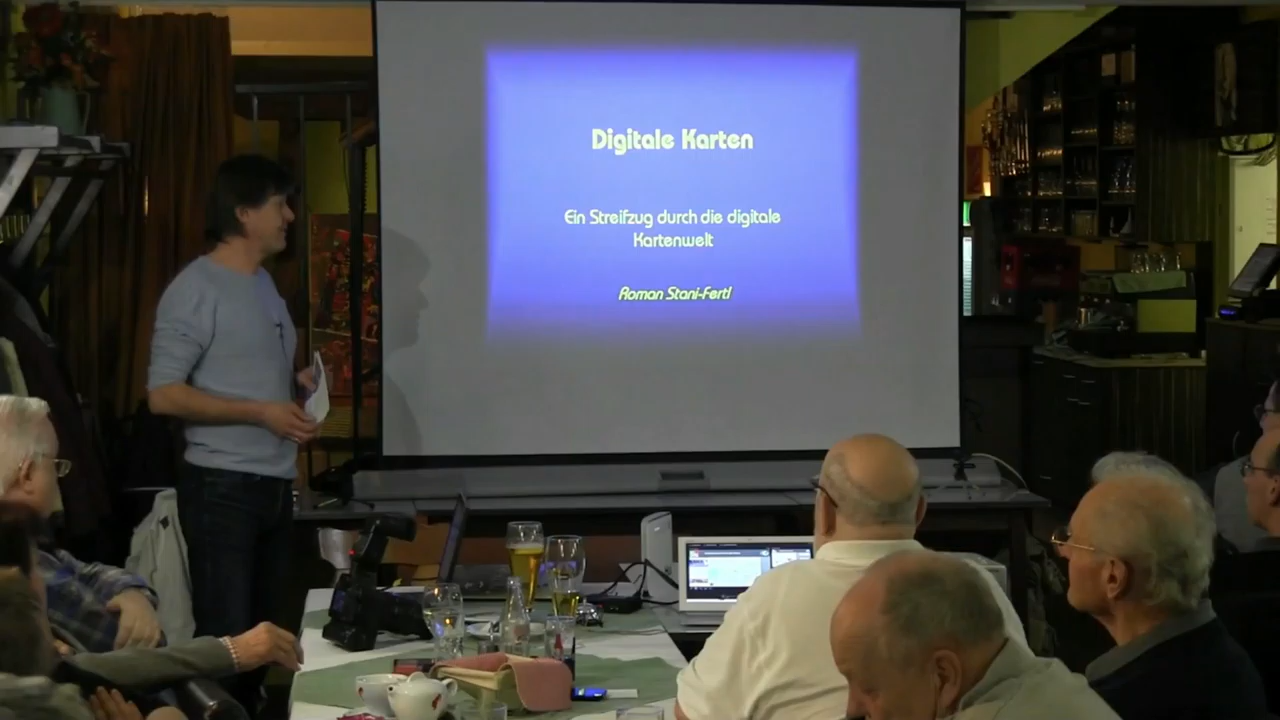 Digitale Karten
Ein Streifzug durch die digitale
Kartenwelt
Roman Stani-Fertl